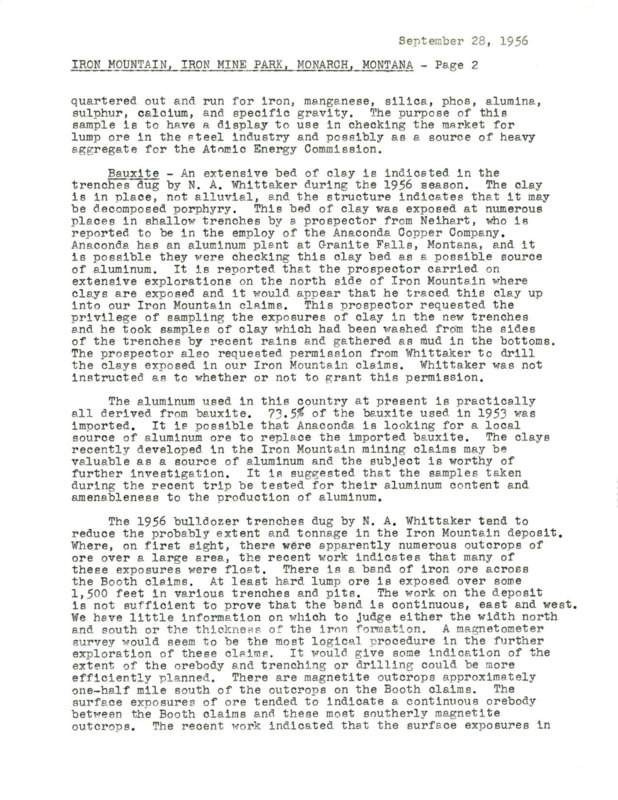 September 28, 1956
IRON MOUNTAIN, IRON MINE PARK, MONARCH, MONTANA - Page 2
quartered out and run for iron, manganese, silica, phos, alumina,
sulphur, calcium, and specific gravity. The purpose of this
sample is to have a display to use in checking the market for
lump ore in the steel industry and possibly as a source of heavy
aggregate for the Atomic Energy Commission.
Bauxite - An extensive bed of clay is indicated in the
trenches dug by N. A. Whittaker during the 1956 season. The clay
is in place, not alluvial, and the structure indicates that it may
be decomposed porphyry. This bed of clay was exposed at numerous
places in shallow trenches by a prospector from Neihart, who is
reported to be in the employ of the Anaconda Copper Company.
Anaconda has an aluminum plant at Granite Falls, Montana, and it
is possible they were checking this clay bed as a possible source
of aluminum. It is reported that the prospector carried on
extensive explorations on the north side of Iron Mountain where
clays are exposed and it would appear that he traced this clay up
into our Iron Mountain claims. This prospector requested the
privilege of sampling the exposures of clay in the new trenches
and he took samples of clay which had been washed from the sides
of the trenches by recent rains and gathered as mud in the bottoms.
The prospector also requested permission from Whittaker to drill
the clays exposed in our Iron Mountain claims. Whittaker was not
instructed as to whether or not to grant this permission.
The aluminum used in this country at present is practically
all derived from bauxite. 73.5% of the bauxite used in 1953 was
imported. It is possible that Anaconda is looking for a local
source of aluminum ore to replace the imported bauxite. The clays
recently developed in the Iron Mountain mining claims may be
valuable as a source of aluminum and the subject is worthy of
further investigation. It is suggested that the samples taken
during the recent trip be tested for their aluminum content and
amenableness to the production of aluminum.
The 1956 bulldozer trenches dug by N. A. Whittaker tend to
reduce the probably extent and tonnage in the Iron Mountain deposit.
Where, on first sight, there were apparently numerous outcrops of
ore over a large area, the recent work indicates that many of
these exposures were float. There is a band of iron ore across
the Booth claims. At least hard lump ore is exposed over some
1,500 feet in various trenches and pits. The work on the deposit
is not sufficient to prove that the band is continuous, east and west.
We have little information on which to judge either the width north
and south or the thickness of the iron formation. A magnetometer
survey would seem to be the most logical procedure in the further
exploration of these claims. It would give some indication of the
extent of the orebody and trenching or drilling could be more
efficiently planned. There are magnetite outcrops approximately
one-half mile south of the outcrops on the Booth claims. The
surface exposures of ore tended to indicate a continuous orebody
between the Booth claims and these most southerly magnetite
outcrops. The recent work indicated that the surface exposures in